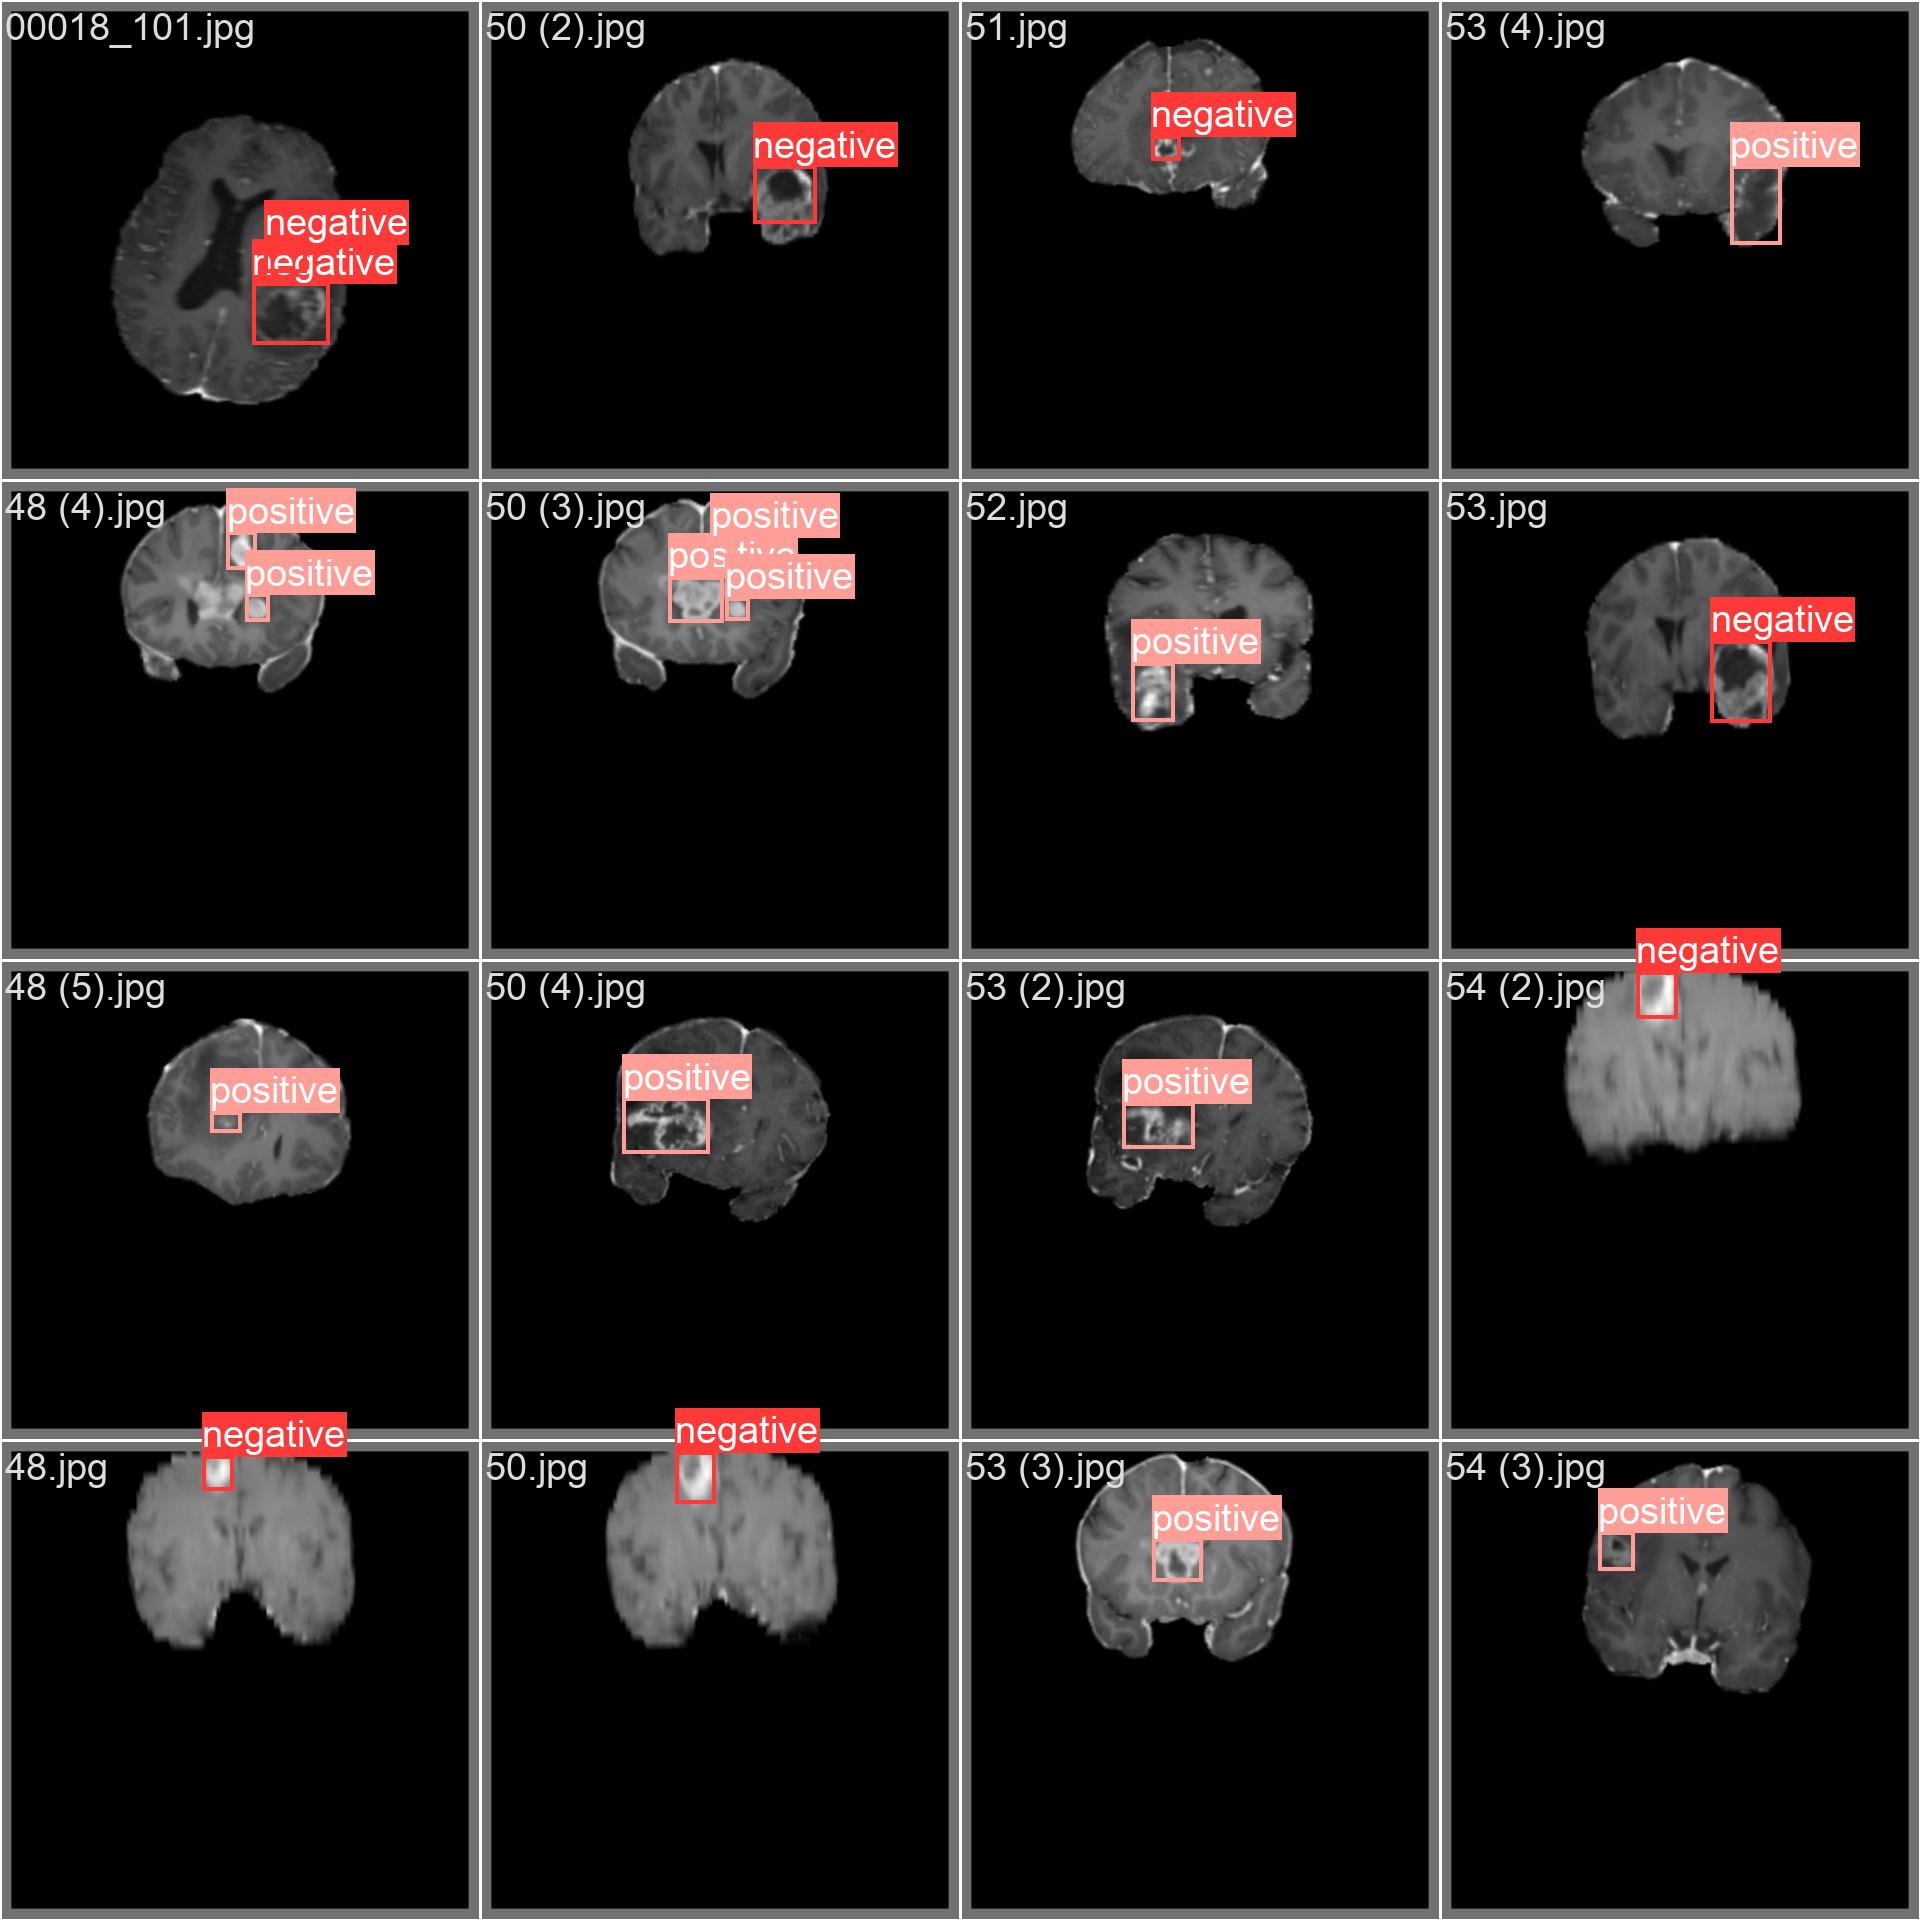 00018_101.jpg
negative
negative
50 (2).jpg
negative
51.jpg
negative
53 (4).jpg
positive
48 (4).jpg
positive
positive
50 (3).jpg
positive
positive
positive
52.jpg
positive
53.jpg
negative
48 (5).jpg
positive
50 (4).jpg
positive
53 (2).jpg
positive
54 (2).jpg
negative
48.jpg
negative
50.jpg
negative
53 (3).jpg
positive
54 (3).jpg
positive